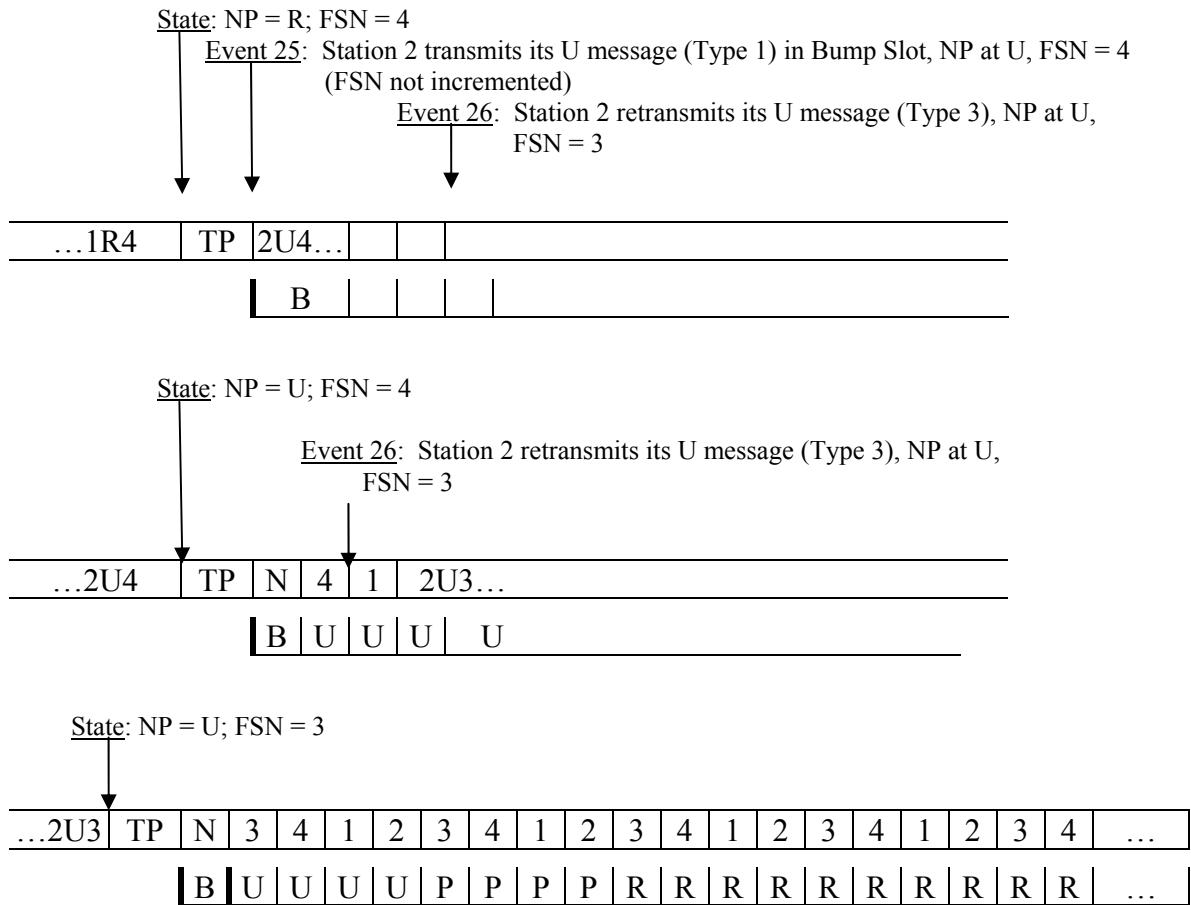 State: NP = R; FSN = 4
Event 25: Station 2 transmits its U message (Type 1) in Bump Slot, NP at U, FSN = 4
(FSN not incremented)
Event 26: Station 2 retransmits its U message (Type 3), NP at U,
FSN = 3
…1R4 TP 2U4…
B
State: NP = U; FSN = 4
Event 26: Station 2 retransmits its U message (Type 3), NP at U,
FSN = 3
…2U4 TP N 4 1 2U3…
B U U U U
State: NP = U; FSN = 3
…2U3 TP N 3 4 1 2 3 4 1 2 3 4 1 2 3 4 1 2 3 4 …
B U U U U P P P P R R R R R R R R R R …